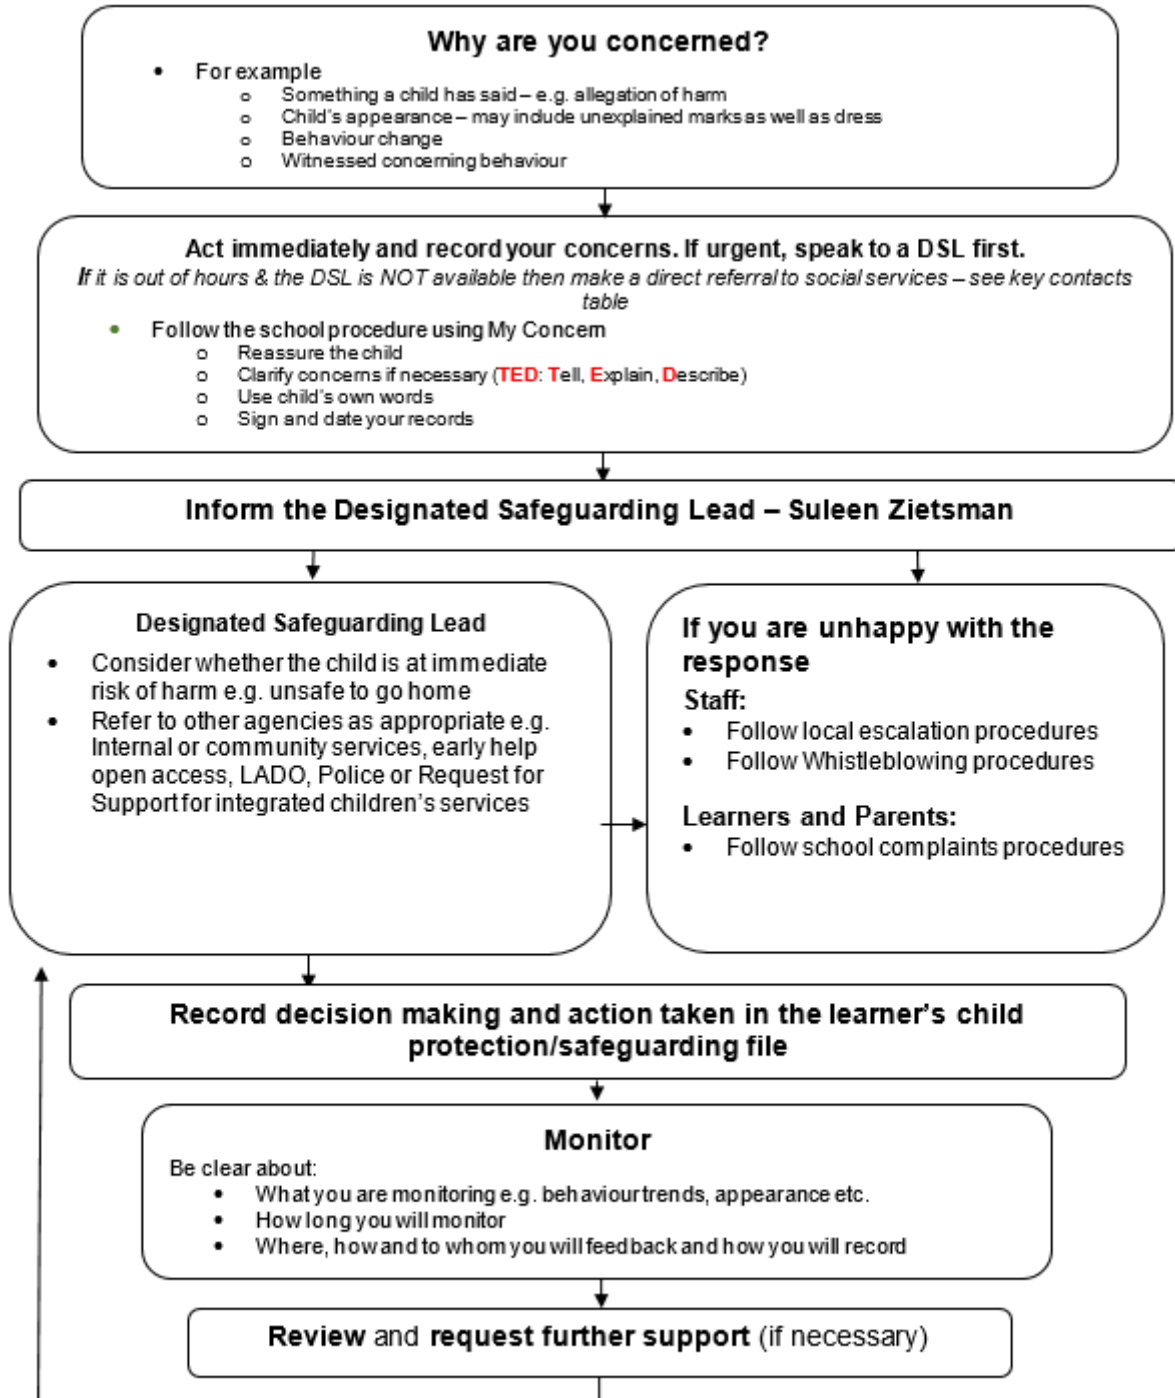 Why are you concerned?
• For example
o Something a child has said – e.g. allegation of harm
o Child's appearance – may include unexplained marks as well as dress
o Behaviour change
o Witnessed concerning behaviour
Act immediately and record your concerns. If urgent, speak to a DSL first.
If it is out of hours & the DSL is NOT available then make a direct referral to social services – see key contacts
table
• Follow the school procedure using My Concern
o Reassure the child
o Clarify concerns if necessary (TED: Tell, Explain, Describe)
o Use child's own words
o Sign and date your records
Inform the Designated Safeguarding Lead – Suleen Zietsman
Designated Safeguarding Lead
• Consider whether the child is at immediate
risk of harm e.g. unsafe to go home
• Refer to other agencies as appropriate e.g.
Internal or community services, early help
open access, LADO, Police or Request for
Support for integrated children's services
If you are unhappy with the
response
Staff:
• Follow local escalation procedures
• Follow Whistleblowing procedures
Learners and Parents:
• Follow school complaints procedures
Record decision making and action taken in the learner's child
protection/safeguarding file
Monitor
Be clear about:
• What you are monitoring e.g. behaviour trends, appearance etc.
• How long you will monitor
• Where, how and to whom you will feedback and how you will record
Review and request further support (if necessary)